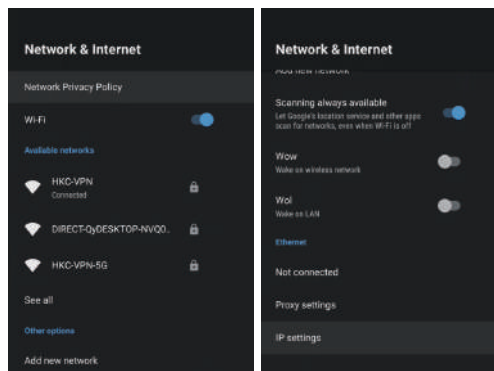 Network & Internet
Network Privacy Policy
Wi-Fi
Available networks
HKC-VPN
Connected
DIRECT-QyDESKTOP-NVQ0..
HKC-VPN-5G
See all
Other options
Add new network
Network & Internet
Add new network
Scanning always available
Let Google's location service and other apps
scan for networks, even when Wi-Fi is off
Wow
Wake on wireless network
Wol
Wake on LAN
Ethernet
Not connected
Proxy settings
IP settings